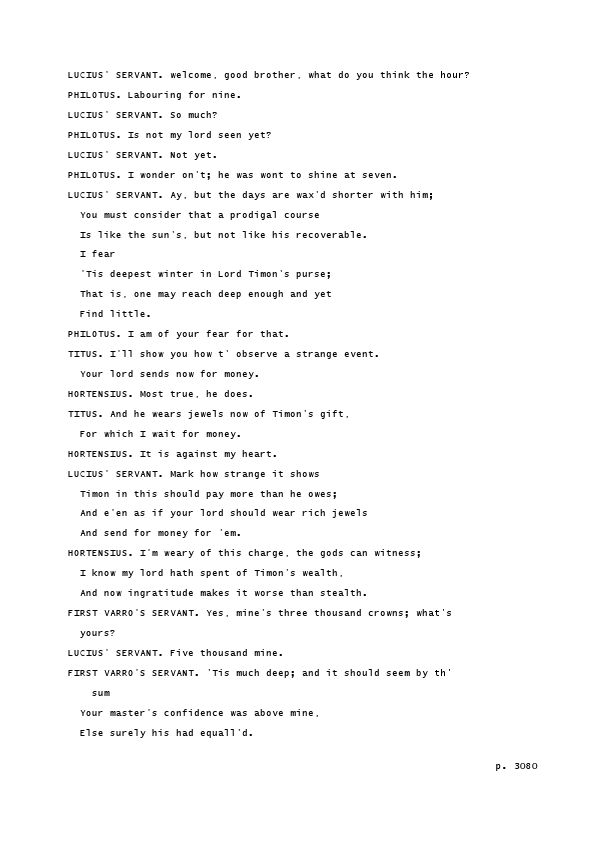 LUCIUS' SERVANT. welcome, good brother, what do you think the hour?
PHILOTUS. Labouring for nine.
LUCIUS' SERVANT. So much?
PHILOTUS. Is not my lord seen yet?
LUCIUS' SERVANT. Not yet.
PHILOTUS. I wonder on't; he was wont to shine at seven.
LUCIUS' SERVANT. Ay, but the days are wax'd shorter with him;
You must consider that a prodigal course
Is like the sun's, but not like his recoverable.
I fear
'Tis deepest winter in Lord Timon's purse;
That is, one may reach deep enough and yet
Find little.
PHILOTUS. I am of your fear for that.
TITUS. I'll show you how t' observe a strange event.
Your lord sends now for money.
HORTENSIUS. Most true, he does.
TITUS. And he wears jewels now of Timon's gift,
For which I wait for money.
HORTENSIUS. It is against my heart.
LUCIUS' SERVANT. Mark how strange it shows
Timon in this should pay more than he owes;
And e'en as if your lord should wear rich jewels
And send for money for 'em.
HORTENSIUS. I'm weary of this charge, the gods can witness;
I know my lord hath spent of Timon's wealth,
And now ingratitude makes it worse than stealth.
FIRST VARRO'S SERVANT. Yes, mine's three thousand crowns; what's
yours?
LUCIUS' SERVANT. Five thousand mine.
FIRST VARRO'S SERVANT. 'Tis much deep; and it should seem by th'
sum
Your master's confidence was above mine,
Else surely his had equall'd.
p. 3080